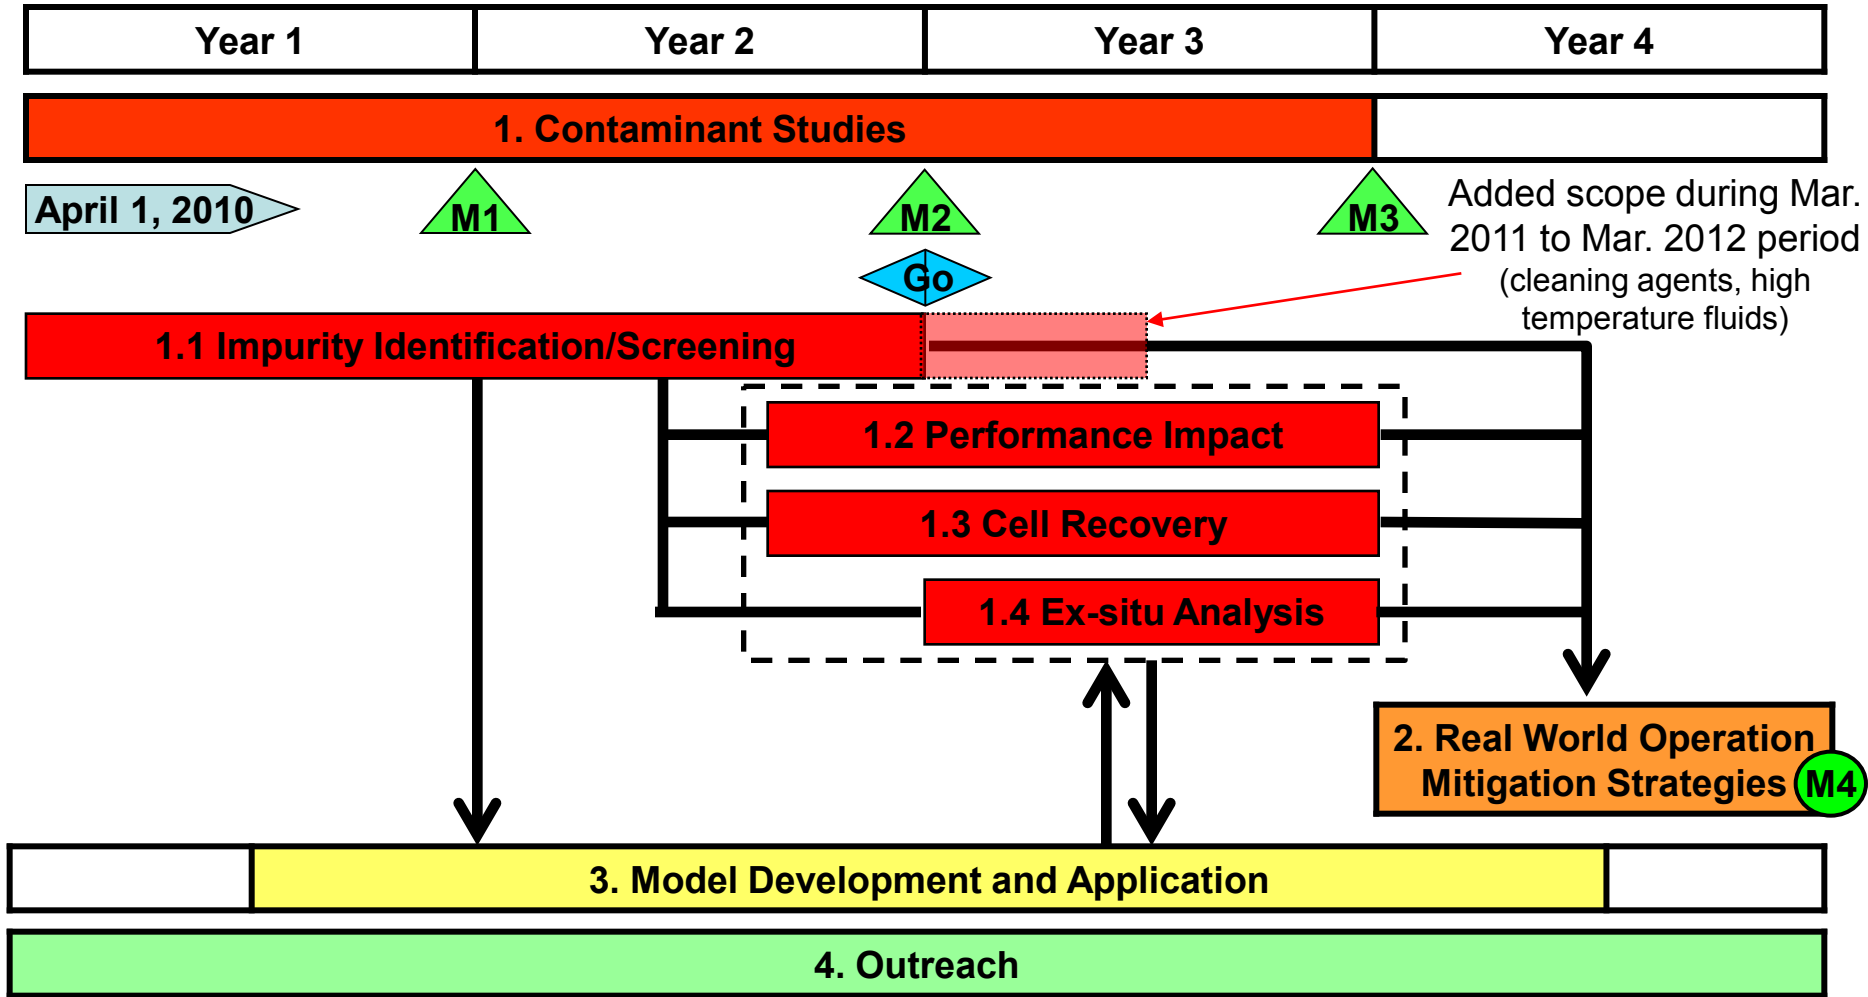 Year 1
Year 2
Year 3
Year 4
1. Contaminant Studies
April 1, 2010
M1
M2
M3
Added scope during Mar.
2011 to Mar. 2012 period
(cleaning agents, high
temperature fluids)
Go
1.1 Impurity Identification/Screening
1.2 Performance Impact
1.3 Cell Recovery
1.4 Ex-situ Analysis
2. Real World Operation
Mitigation Strategies
M4
3. Model Development and Application
4. Outreach